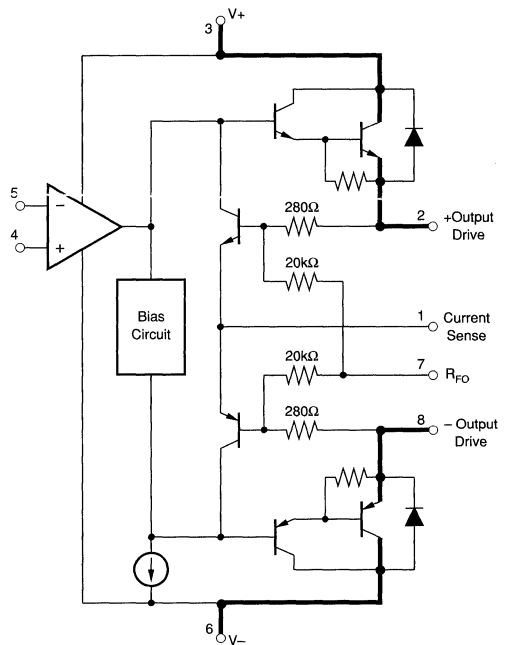 3
V+
5
−
4
+
280Ω
2
+Output
Drive
20kΩ
Bias
Circuit
1
Current
Sense
20kΩ
7
RFO
280Ω
8
− Output
Drive
6
V−